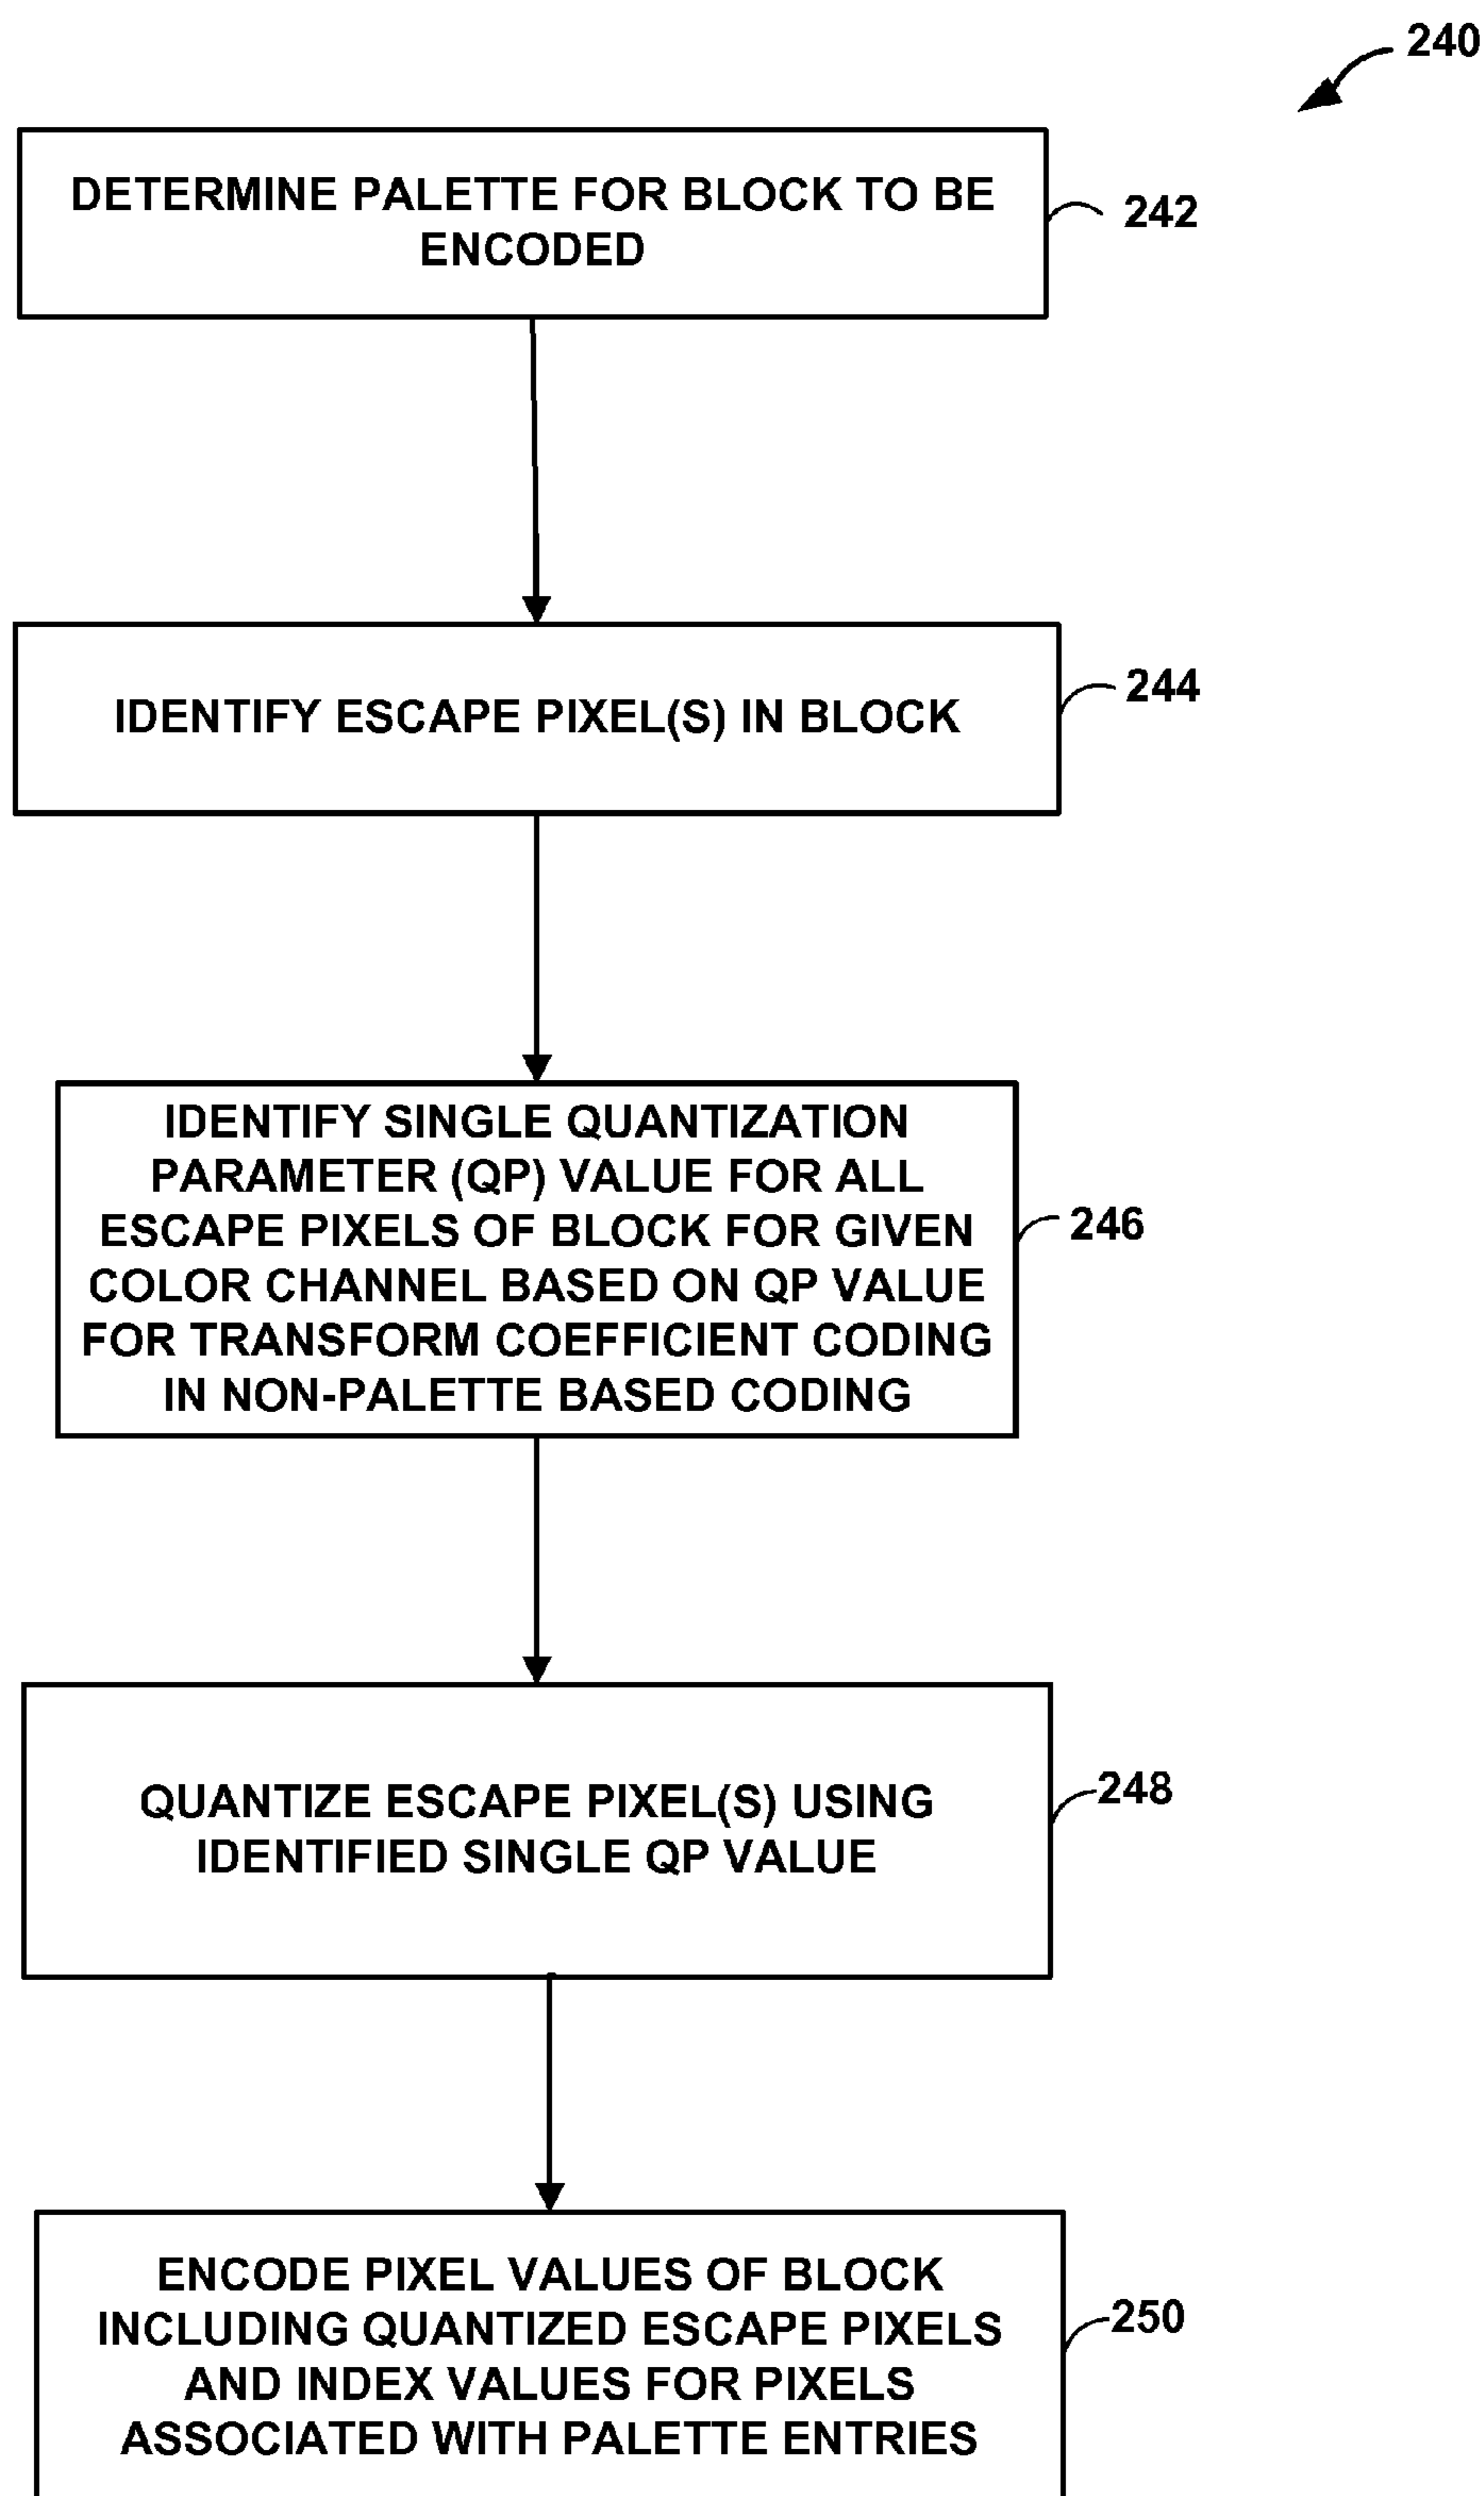 240
DETERMINE PALETTE FOR BLOCK TO BE
ENCODED
242
IDENTIFY ESCAPE PIXEL(S) IN BLOCK
244
IDENTIFY SINGLE QUANTIZATION
PARAMETER (QP) VALUE FOR ALL
ESCAPE PIXELS OF BLOCK FOR GIVEN
COLOR CHANNEL BASED ON QP VALUE
FOR TRANSFORM COEFFICIENT CODING
IN NON-PALETTE BASED CODING
246
QUANTIZE ESCAPE PIXEL(S) USING
IDENTIFIED SINGLE QP VALUE
248
ENCODE PIXEL VALUES OF BLOCK
INCLUDING QUANTIZED ESCAPE PIXELS
AND INDEX VALUES FOR PIXELS
ASSOCIATED WITH PALETTE ENTRIES
250